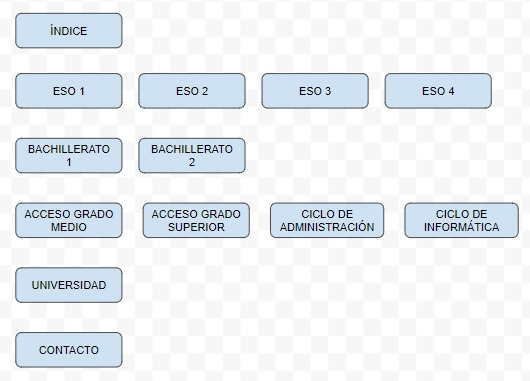 ÍNDICE
ESO 1
ESO 2
ESO 3
ESO 4
BACHILLERATO
1
BACHILLERATO
2
ACCESO GRADO
MEDIO
ACCESO GRADO
SUPERIOR
CICLO DE
ADMINISTRACIÓN
CICLO DE
INFORMÁTICA
UNIVERSIDAD
CONTACTO